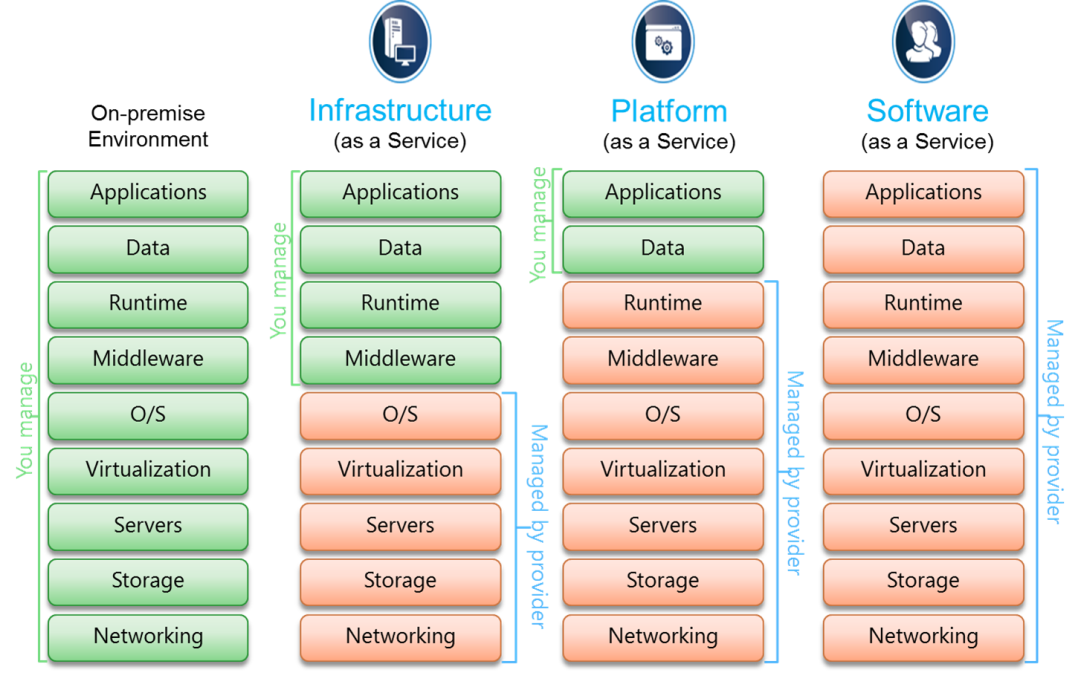 On-premise
Environment
You manage
Applications
Data
Runtime
Middleware
O/S
Virtualization
Servers
Storage
Networking
Infrastructure
(as a Service)
You manage
Applications
Data
Runtime
Middleware
O/S
Virtualization
Servers
Storage
Networking
Managed by provider
Platform
(as a Service)
You manage
Applications
Data
Runtime
Middleware
O/S
Virtualization
Servers
Storage
Networking
Managed by provider
Software
(as a Service)
Applications
Data
Runtime
Middleware
O/S
Virtualization
Servers
Storage
Networking
Managed by provider